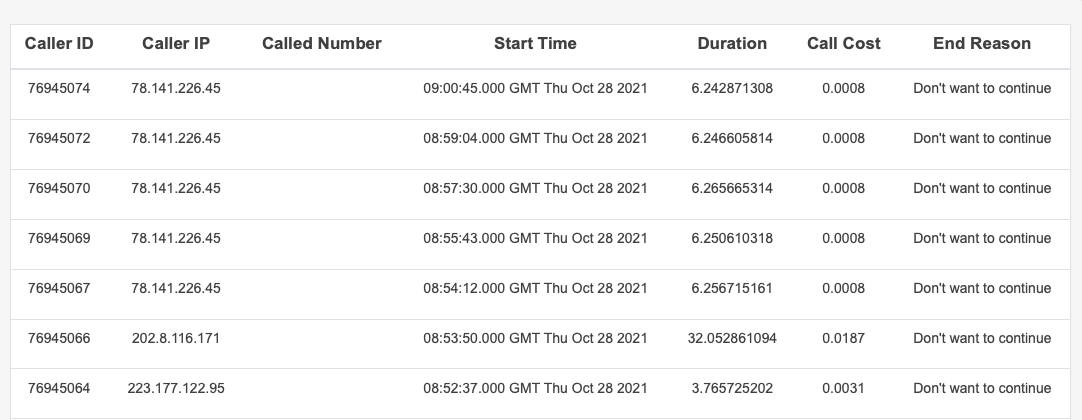 Caller ID Caller IP Called Number Start Time Duration Call Cost End Reason
76945074 78.141.226.45 09:00:45.000 GMT Thu Oct 28 2021 6.242871308 0.0008 Don't want to continue
76945072 78.141.226.45 08:59:04.000 GMT Thu Oct 28 2021 6.246605814 0.0008 Don't want to continue
76945070 78.141.226.45 08:57:30.000 GMT Thu Oct 28 2021 6.265665314 0.0008 Don't want to continue
76945069 78.141.226.45 08:55:43.000 GMT Thu Oct 28 2021 6.250610318 0.0008 Don't want to continue
76945067 78.141.226.45 08:54:12.000 GMT Thu Oct 28 2021 6.256715161 0.0008 Don't want to continue
76945066 202.8.116.171 08:53:50.000 GMT Thu Oct 28 2021 32.052861094 0.0187 Don't want to continue
76945064 223.177.122.95 08:52:37.000 GMT Thu Oct 28 2021 3.765725202 0.0031 Don't want to continue